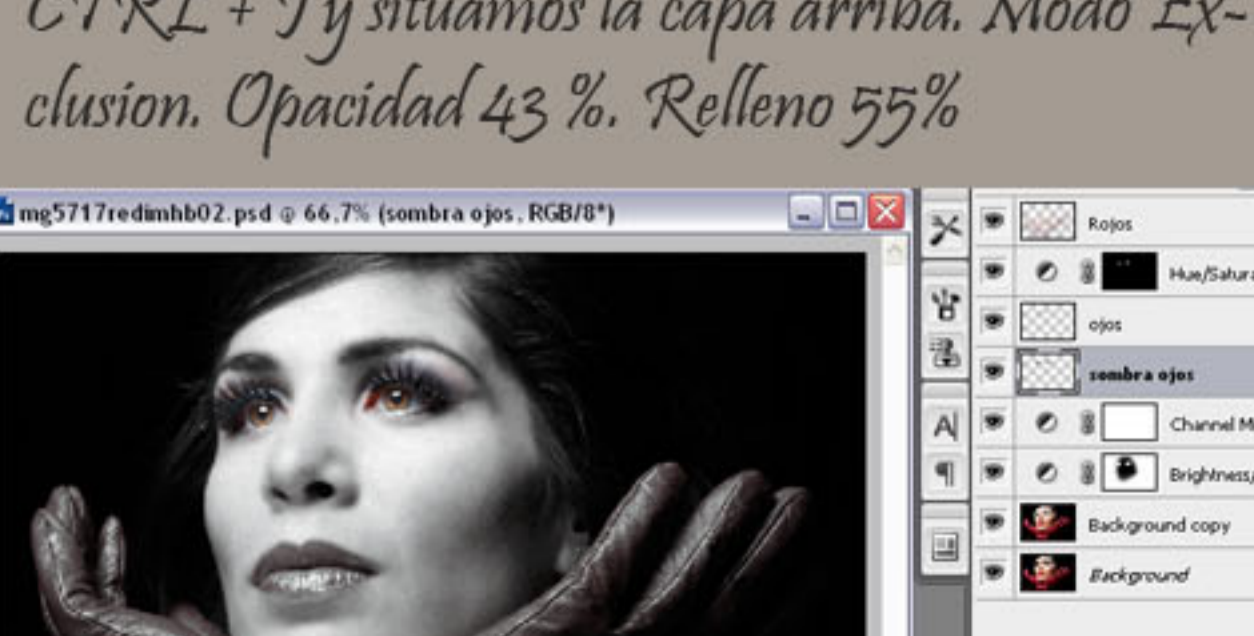 CTRL + J y situamos la capa arriba. Modo Ex-
clusion. Opacidad 43 %. Relleno 55%
mg5717redimhb02.psd @ 66,7% (sombra ojos, RGB/8*)
Rojos
Hue/Satura
ojos
sombra ojos
Channel M
Brightness/
Background copy
Background
A
¶